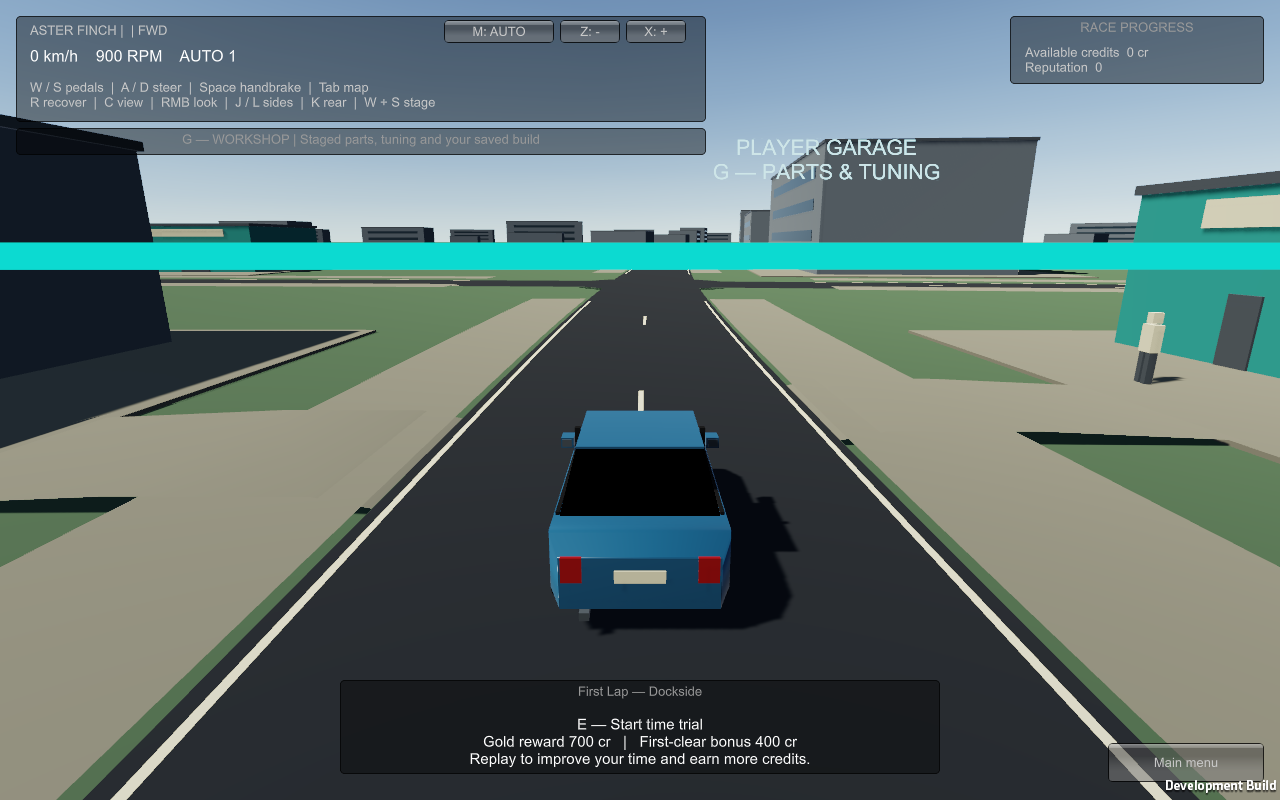 ASTER FINCH | | FWD
M: AUTO
Z: -
X: +
0 km/h 900 RPM AUTO 1
W / S pedals | A / D steer | Space handbrake | Tab map
R recover | C view | RMB look | J / L sides | K rear | W + S stage
G — WORKSHOP | Staged parts, tuning and your saved build
RACE PROGRESS
Available credits 0 cr
Reputation 0
PLAYER GARAGE
G — PARTS & TUNING
First Lap — Dockside
E — Start time trial
Gold reward 700 cr | First-clear bonus 400 cr
Replay to improve your time and earn more credits.
Main menu
Development Build